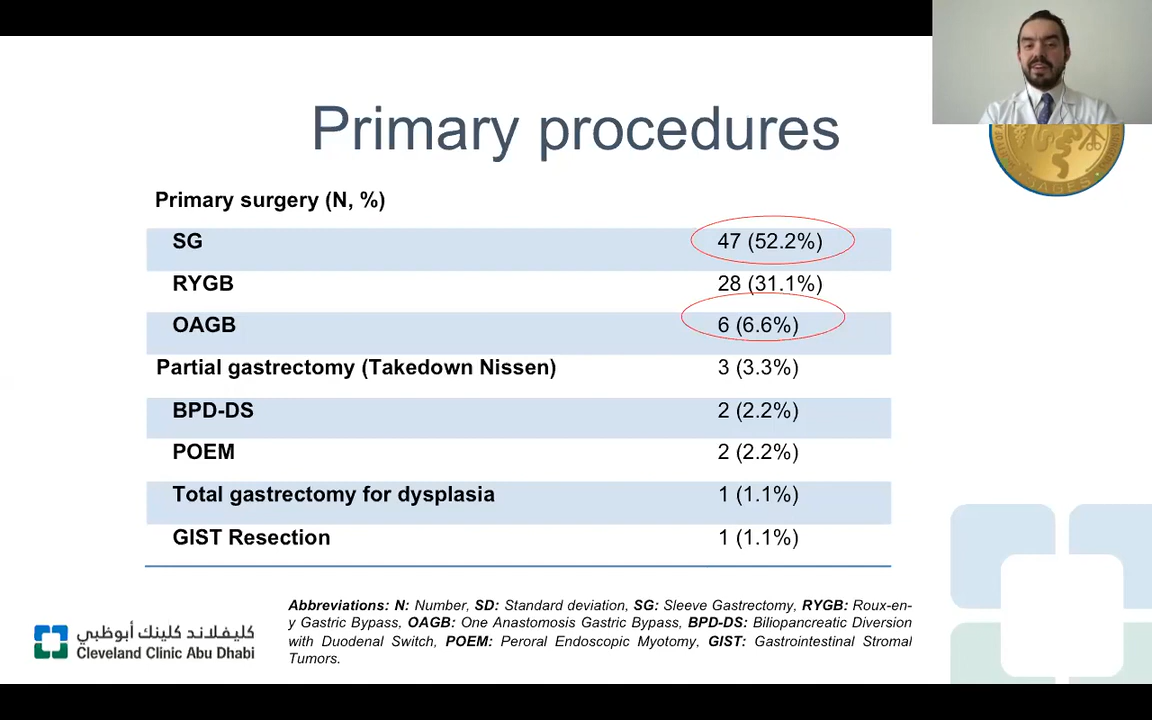 Primary procedures
Primary surgery (N, %)
SG 47 (52.2%)
RYGB 28 (31.1%)
OAGB 6 (6.6%)
Partial gastrectomy (Takedown Nissen) 3 (3.3%)
BPD-DS 2 (2.2%)
POEM 2 (2.2%)
Total gastrectomy for dysplasia 1 (1.1%)
GIST Resection 1 (1.1%)
Abbreviations: N: Number, SD: Standard deviation, SG: Sleeve Gastrectomy, RYGB: Roux-en-
y Gastric Bypass, OAGB: One Anastomosis Gastric Bypass, BPD-DS: Biliopancreatic Diversion
with Duodenal Switch, POEM: Peroral Endoscopic Myotomy, GIST: Gastrointestinal Stromal
Tumors.
كليفلاند كلينك أبوظبي
Cleveland Clinic Abu Dhabi
SAGES